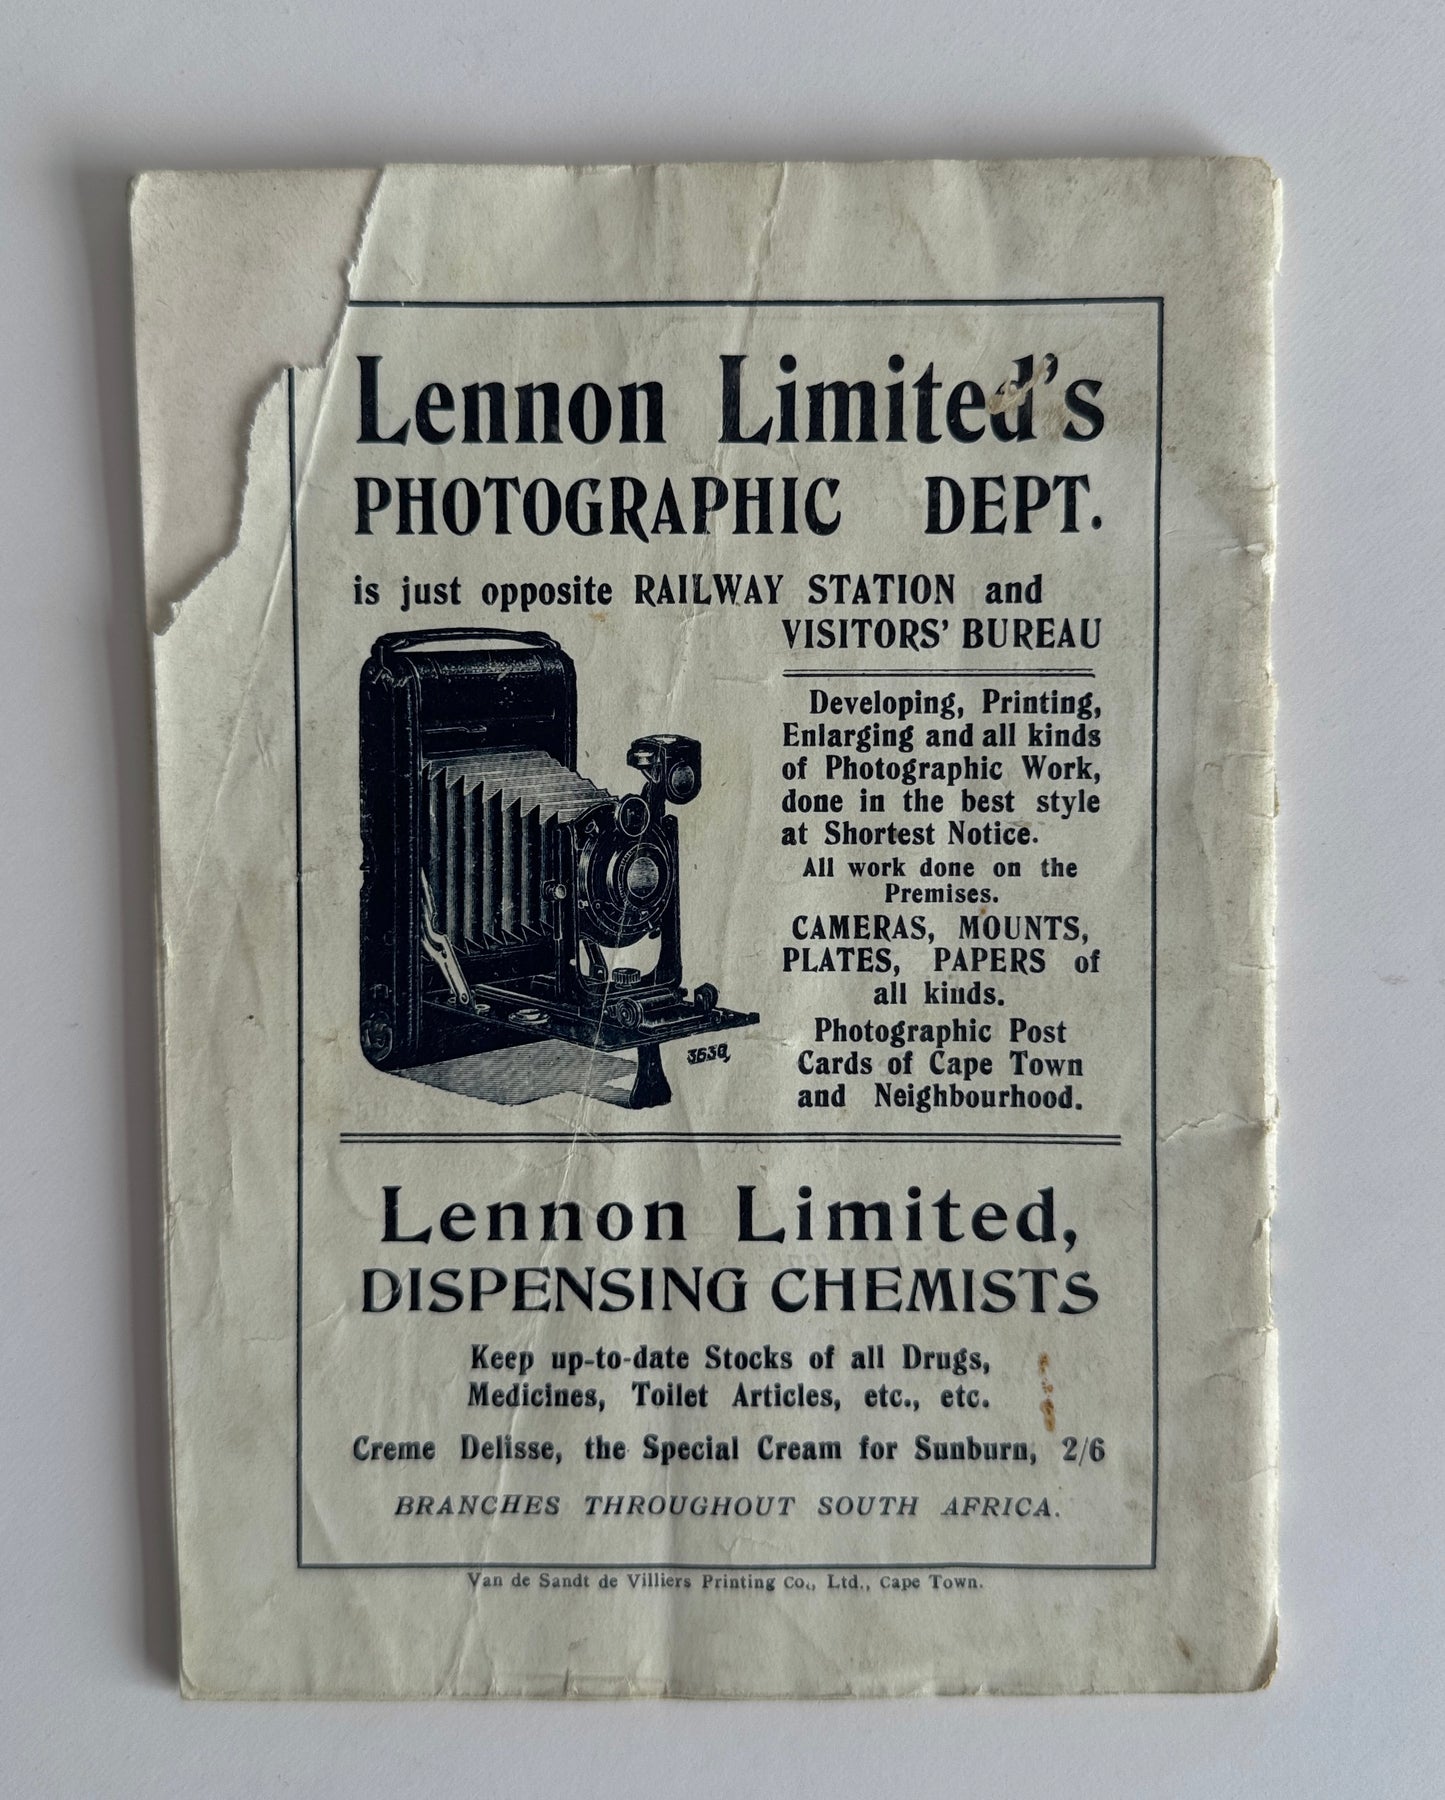 Lennon Limited's
PHOTOGRAPHIC DEPT.
is just opposite RAILWAY STATION and
VISITORS' BUREAU
Developing, Printing,
Enlarging and all kinds
of Photographic Work,
done in the best style
at Shortest Notice.
All work done on the
Premises.
CAMERAS, MOUNTS,
PLATES, PAPERS of
all kinds.
Photographic Post
Cards of Cape Town
and Neighbourhood.
Lennon Limited,
DISPENSING CHEMISTS
Keep up-to-date Stocks of all Drugs,
Medicines, Toilet Articles, etc., etc.
Creme Delisse, the Special Cream for Sunburn, 2/6
BRANCHES THROUGHOUT SOUTH AFRICA.
Van de Sandt de Villiers Printing Co., Ltd., Cape Town.